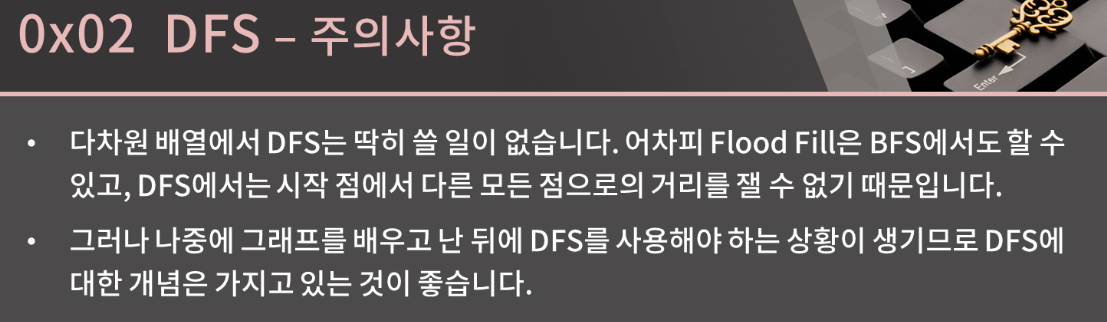 0x02 DFS – 주의사항
Enter
• 다차원 배열에서 DFS는 딱히 쓸 일이 없습니다. 어차피 Flood Fill은 BFS에서도 할 수
있고, DFS에서는 시작 점에서 다른 모든 점으로의 거리를 잴 수 없기 때문입니다.
• 그러나 나중에 그래프를 배우고 난 뒤에 DFS를 사용해야 하는 상황이 생기므로 DFS에
대한 개념은 가지고 있는 것이 좋습니다.